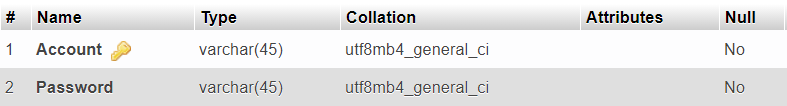 # Name Type Collation Attributes Null
1 Account varchar(45) utf8mb4_general_ci No
2 Password varchar(45) utf8mb4_general_ci No